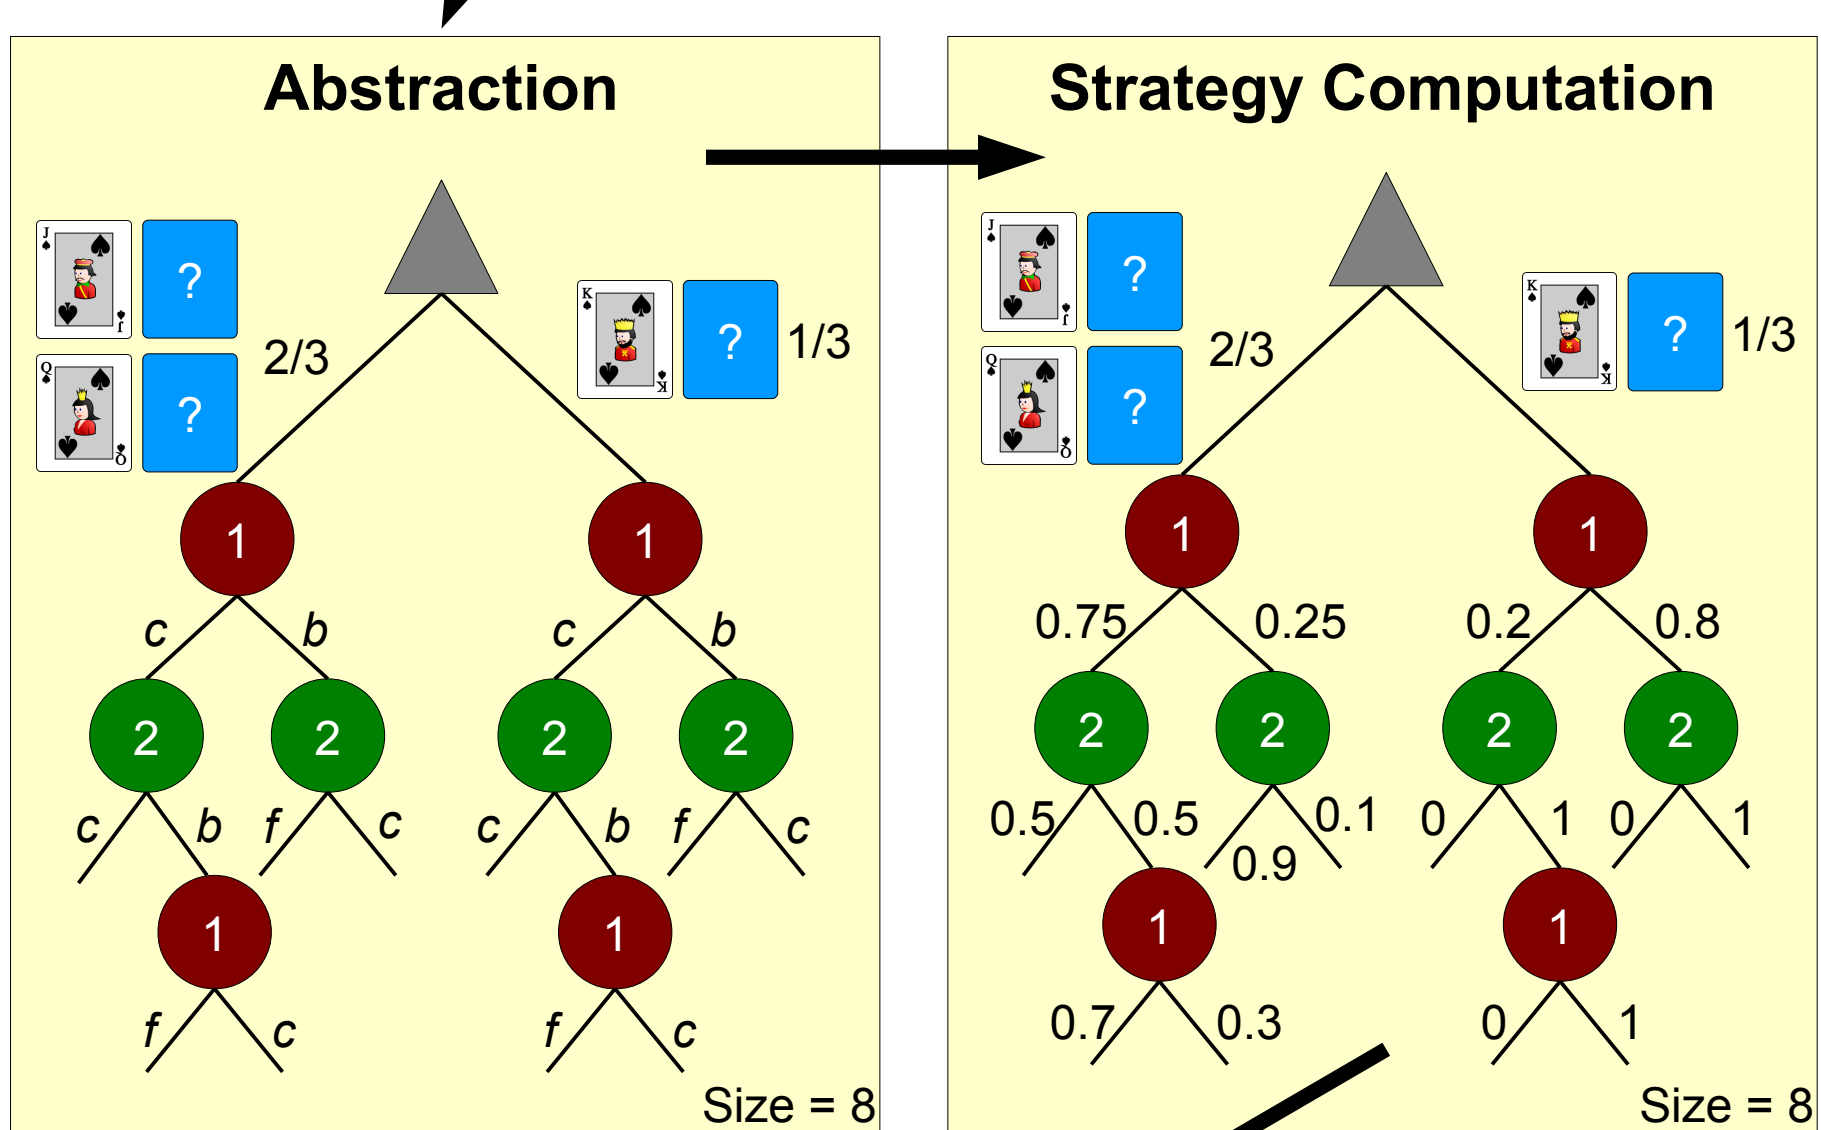 Abstraction
J
?
J
K
?
1/3
K
2/3
Q
?
Q
1
1
c
b
c
b
2
2
2
2
c
b
f
c
c
b
f
c
1
1
f
c
f
c
Size = 8
Strategy Computation
J
?
J
K
?
1/3
K
2/3
Q
?
Q
1
1
0.75
0.25
0.2
0.8
2
2
2
2
0.5
0.5
0.9
0.1
0
1
0
1
1
1
0.7
0.3
0
1
Size = 8